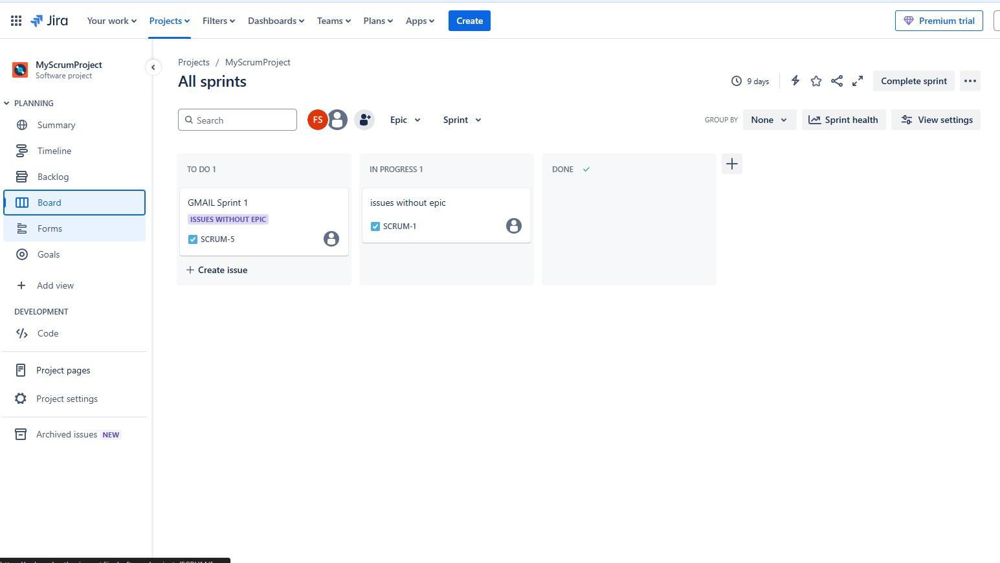 Jira
Your work
Projects
Filters
Dashboards
Teams
Plans
Apps
Create
Premium trial
MyScrumProject
Software project
PLANNING
Summary
Timeline
Backlog
Board
Forms
Goals
Add view
DEVELOPMENT
Code
Project pages
Project settings
Archived issues NEW
Projects / MyScrumProject
All sprints
9 days
Complete sprint
Search
FS
Epic
Sprint
GROUP BY
None
Sprint health
View settings
TO DO 1
GMAIL Sprint 1
ISSUES WITHOUT EPIC
SCRUM-5
+ Create issue
IN PROGRESS 1
issues without epic
SCRUM-1
DONE